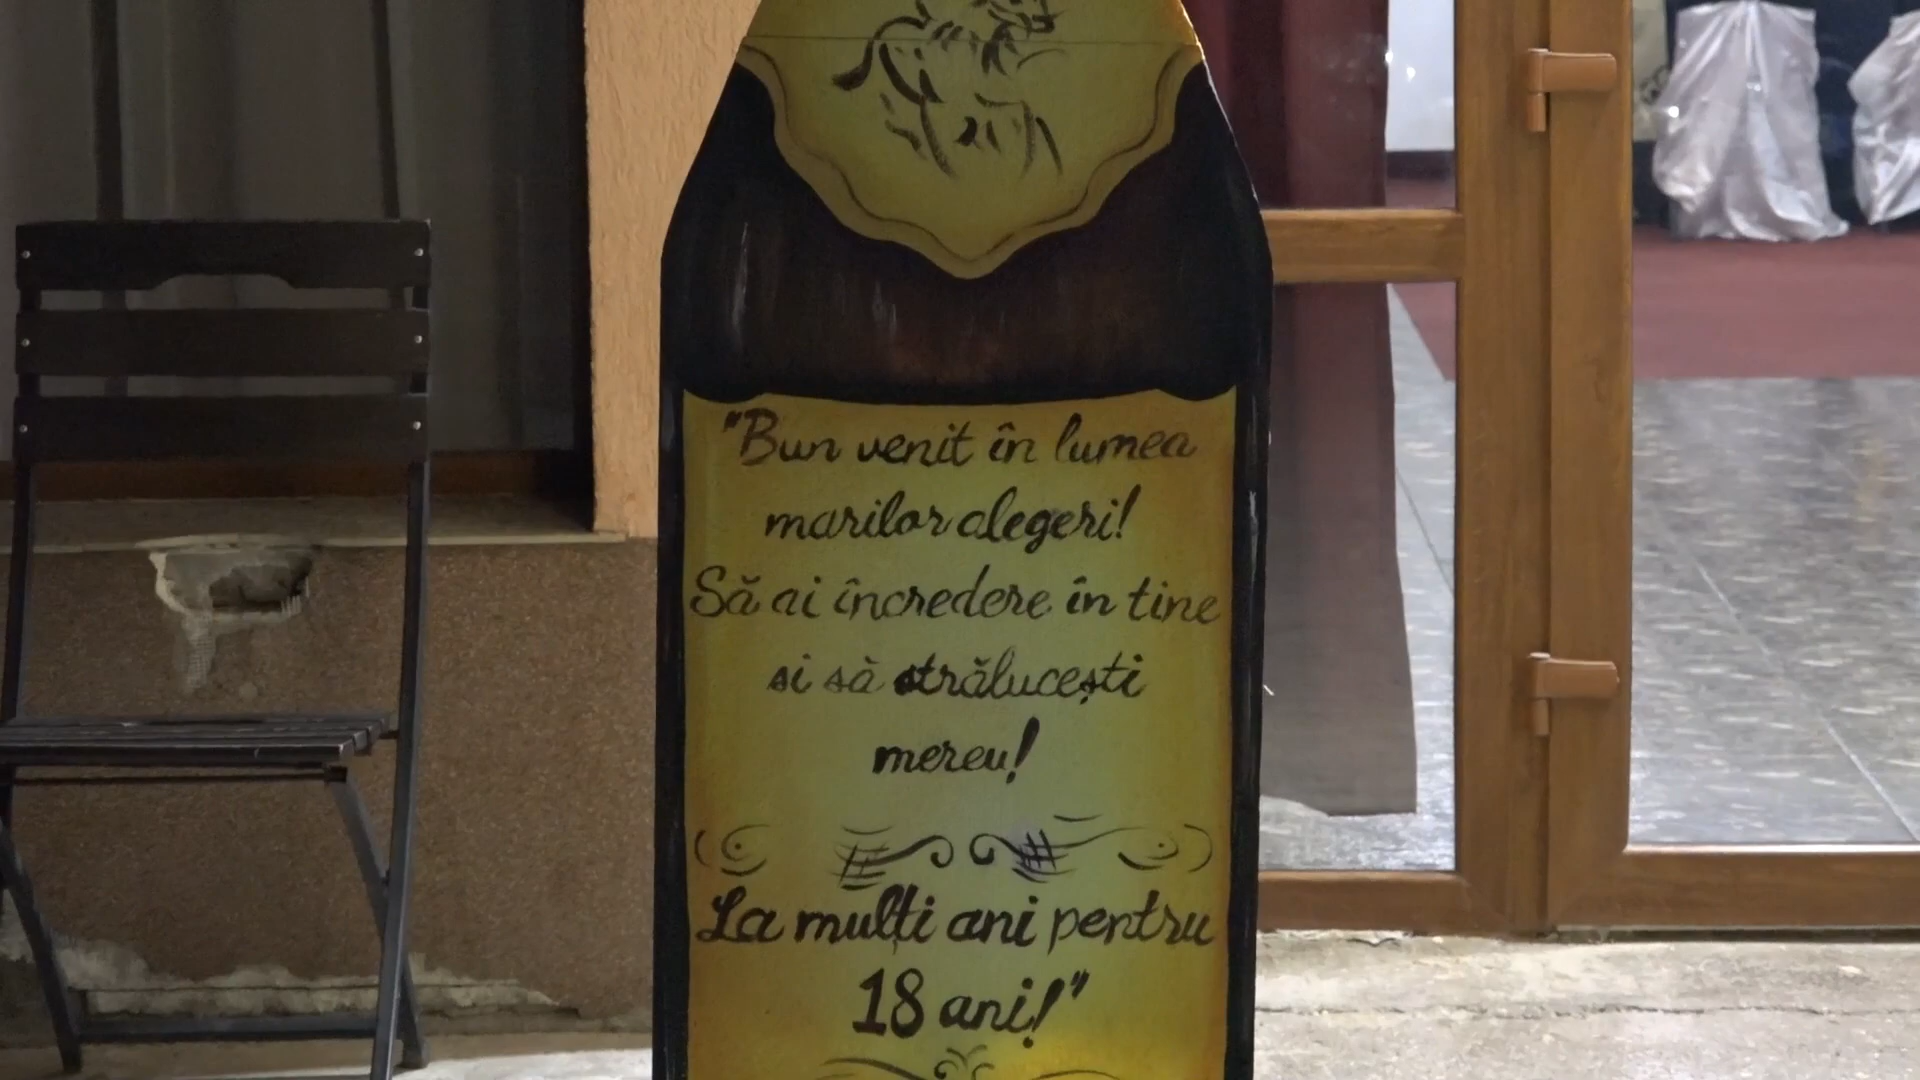 "Bun venit în lumea
marilor alegeri!
Să ai încredere în tine
si să strălucești
mereu!
La mulți ani pentru
18 ani!"